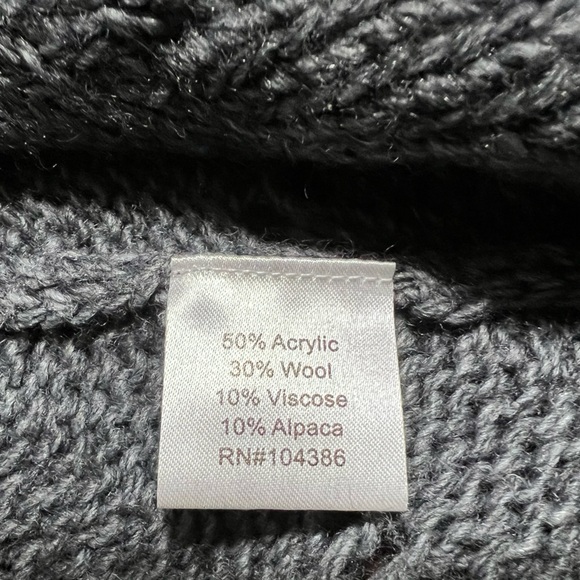 50% Acrylic
30% Wool
10% Viscose
10% Alpaca
RN#104386